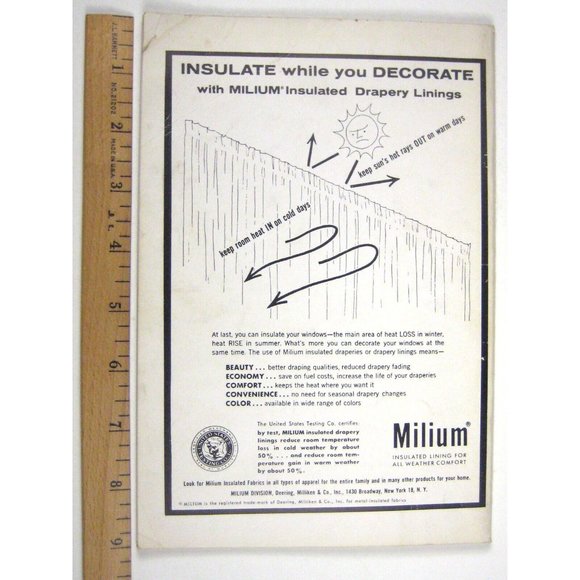 J.L. HAMMETT
NO. 21202
MADE IN U.S.A.
1
2
3
4
5
6
7
8
9
INSULATE while you DECORATE
with MILIUM® Insulated Drapery Linings
keep sun's hot rays OUT on warm days
keep room heat IN on cold days
At last, you can insulate your windows—the main area of heat LOSS in winter,
heat RISE in summer. What's more you can decorate your windows at the
same time. The use of Milium insulated draperies or drapery linings means—
BEAUTY... better draping qualities, reduced drapery fading
ECONOMY... save on fuel costs, increase the life of your draperies
COMFORT... keeps the heat where you want it
CONVENIENCE... no need for seasonal drapery changes
COLOR... available in wide range of colors
The United States Testing Co. certifies
by test, MILIUM insulated drapery
linings reduce room temperature
loss in cold weather by about
50%... and reduce room tem-
perature gain in warm weather
by about 50%.
Milium®
INSULATED LINING FOR
ALL WEATHER COMFORT
Look for Milium Insulated Fabrics in all types of apparel for the entire family and in many other products for your home.
MILIUM DIVISION, Deering, Milliken & Co., Inc., 1430 Broadway, New York 18, N. Y.
® MILIUM is the registered trade-mark of Deering, Milliken & Co., Inc., for metal-insulated fabrics